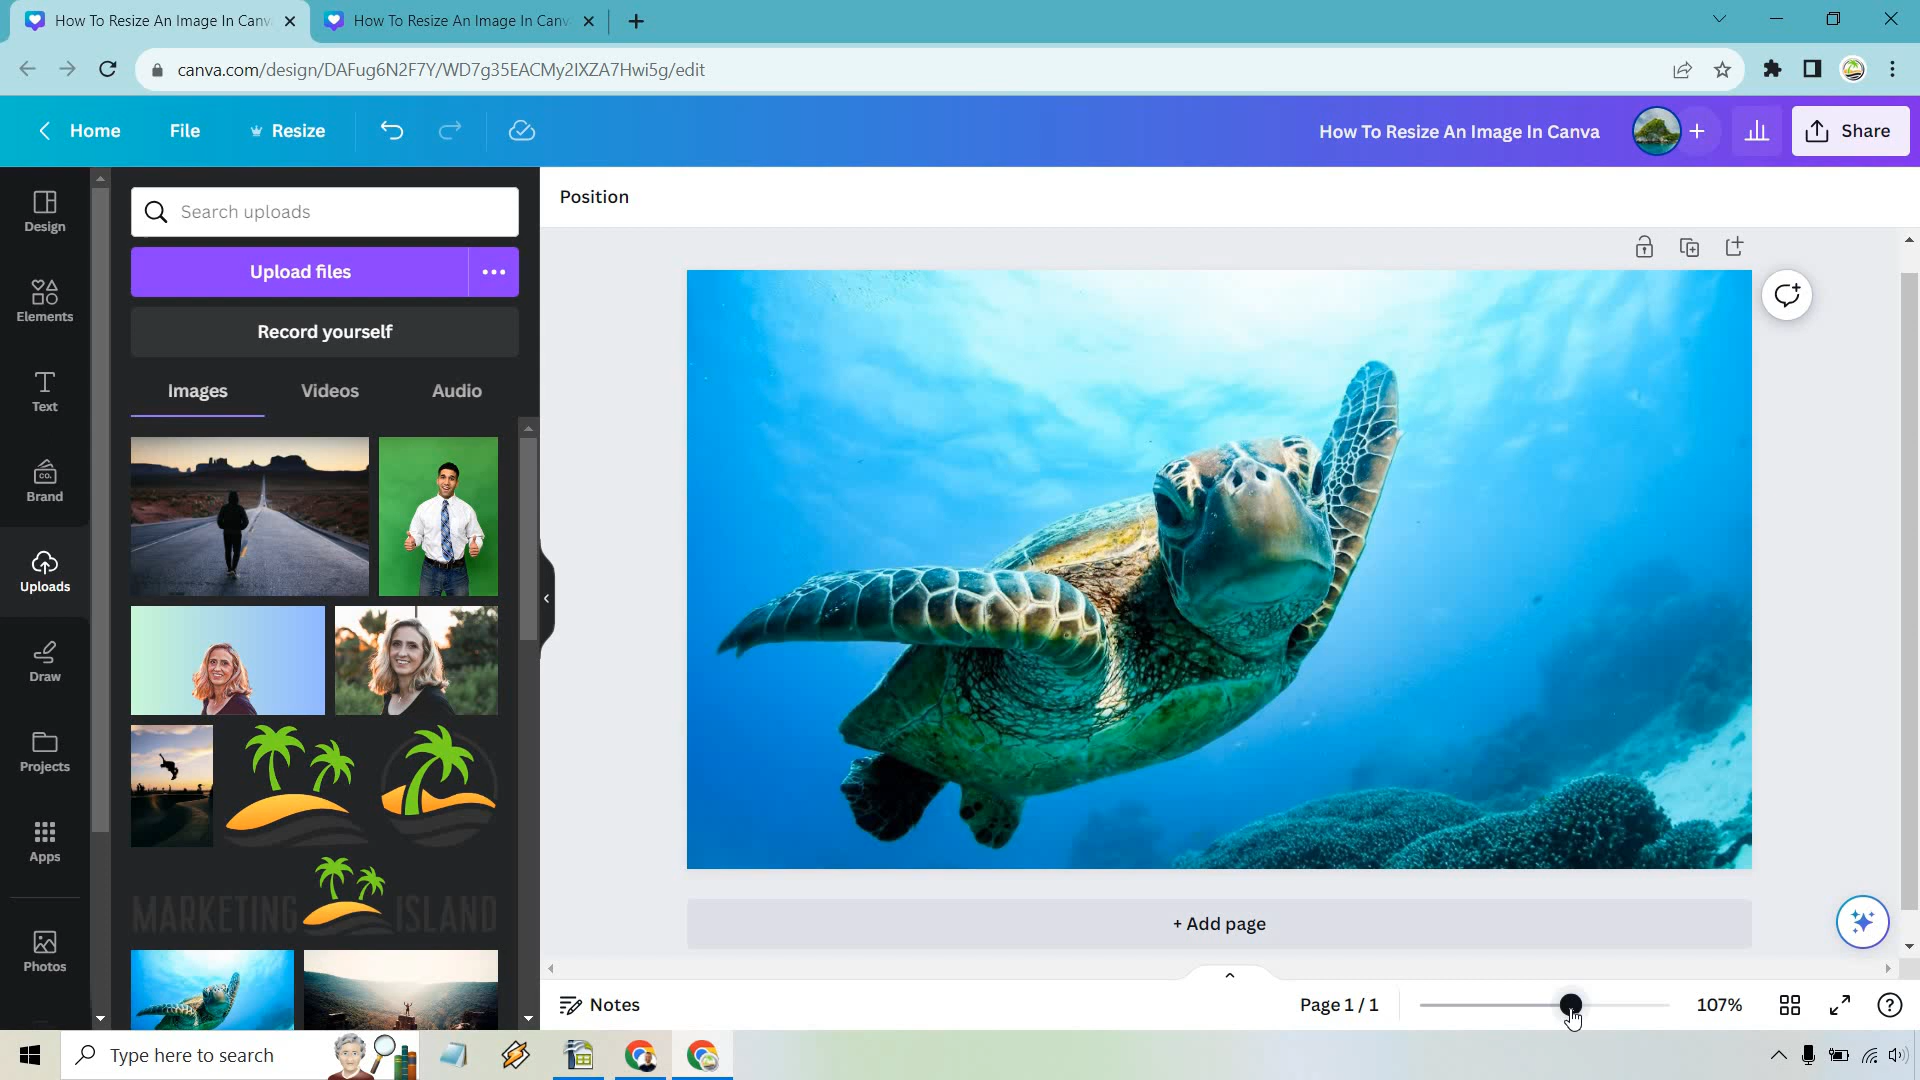 How To Resize An Image In Canv
How To Resize An Image In Canv
canva.com/design/DAFug6N2F7Y/WD7g35EACMy2IXZA7Hwi5g/edit
Home
File
Resize
How To Resize An Image In Canva
Share
Design
Elements
Text
CO.
Brand
Uploads
Draw
Projects
Apps
Photos
Search uploads
Upload files
Record yourself
Images
Videos
Audio
MARKETING ISLAND
Position
+ Add page
Notes
Page 1 / 1
107%
Type here to search